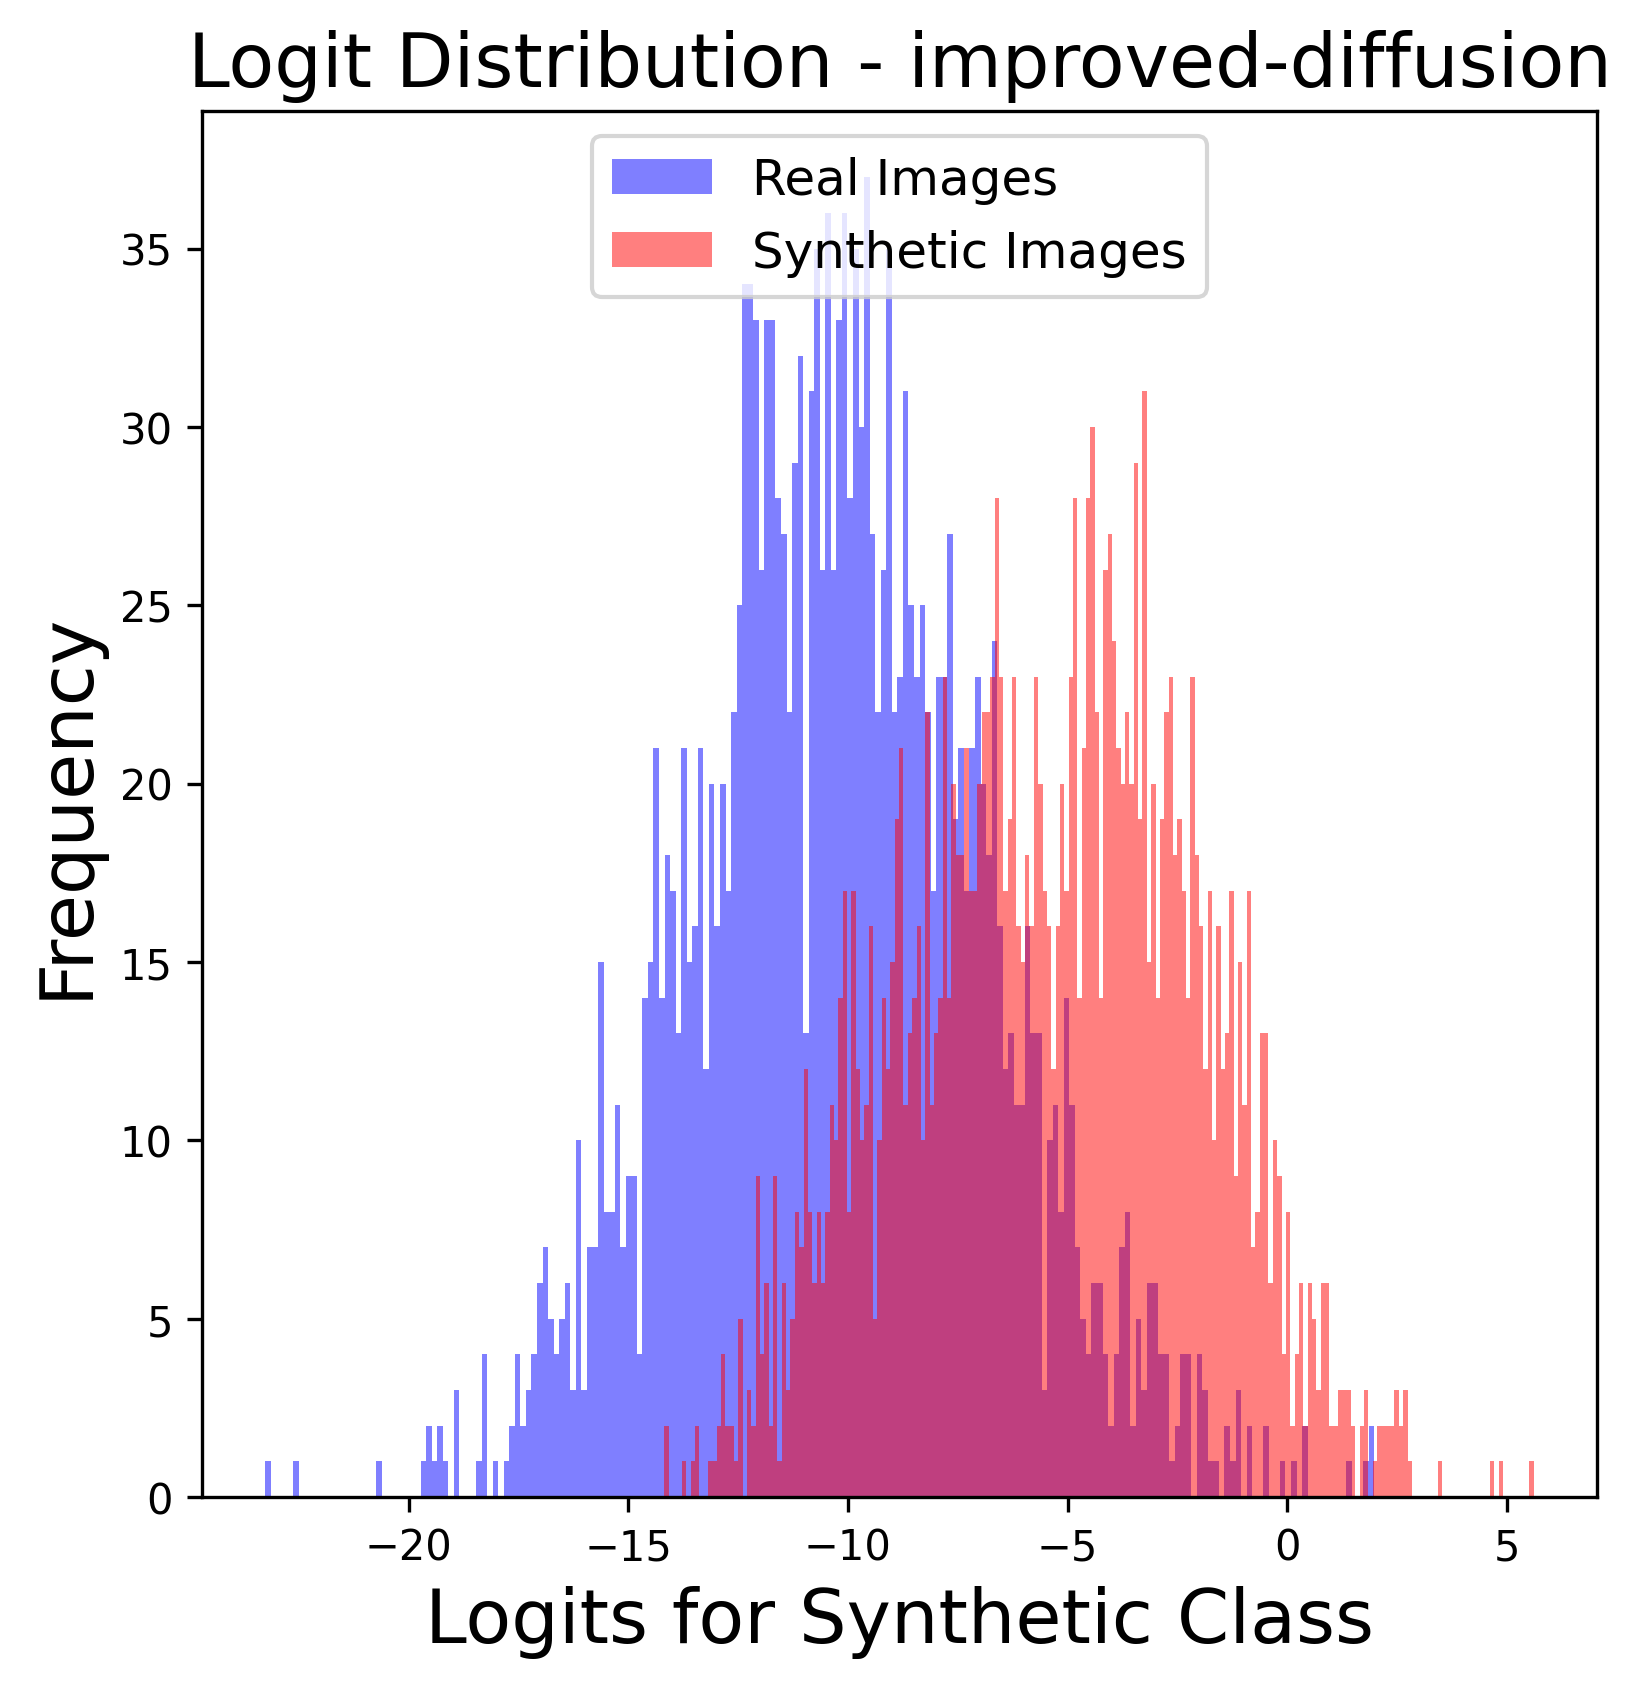 Logit Distribution - improved-diffusion
Real Images
Synthetic Images
35
30
25
20
15
10
5
0
Frequency
−20 −15 −10 −5 0 5
Logits for Synthetic Class